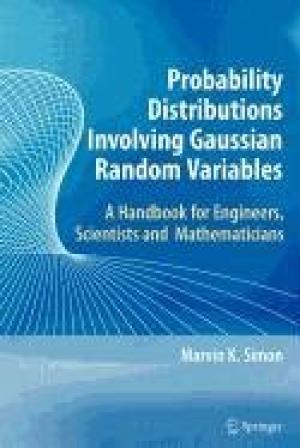 Probability
Distributions
Involving Gaussian
Random Variables
A Handbook for Engineers,
Scientists and Mathematicians
Marvin K. Simon
Springer